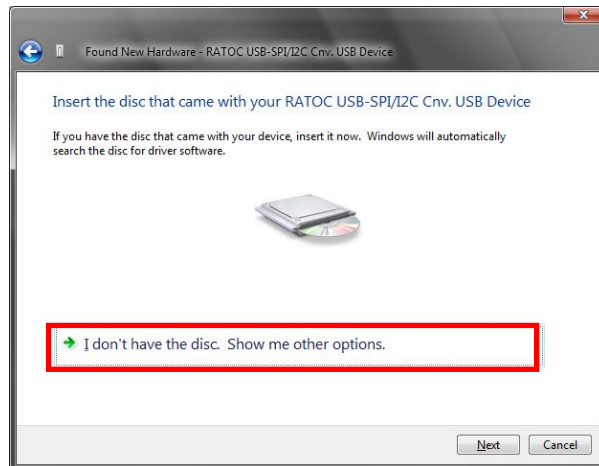 Found New Hardware - RATOC USB-SPI/I2C Cnv. USB Device
Insert the disc that came with your RATOC USB-SPI/I2C Cnv. USB Device
If you have the disc that came with your device, insert it now.  Windows will automatically
search the disc for driver software.
I don't have the disc.  Show me other options.
Next
Cancel